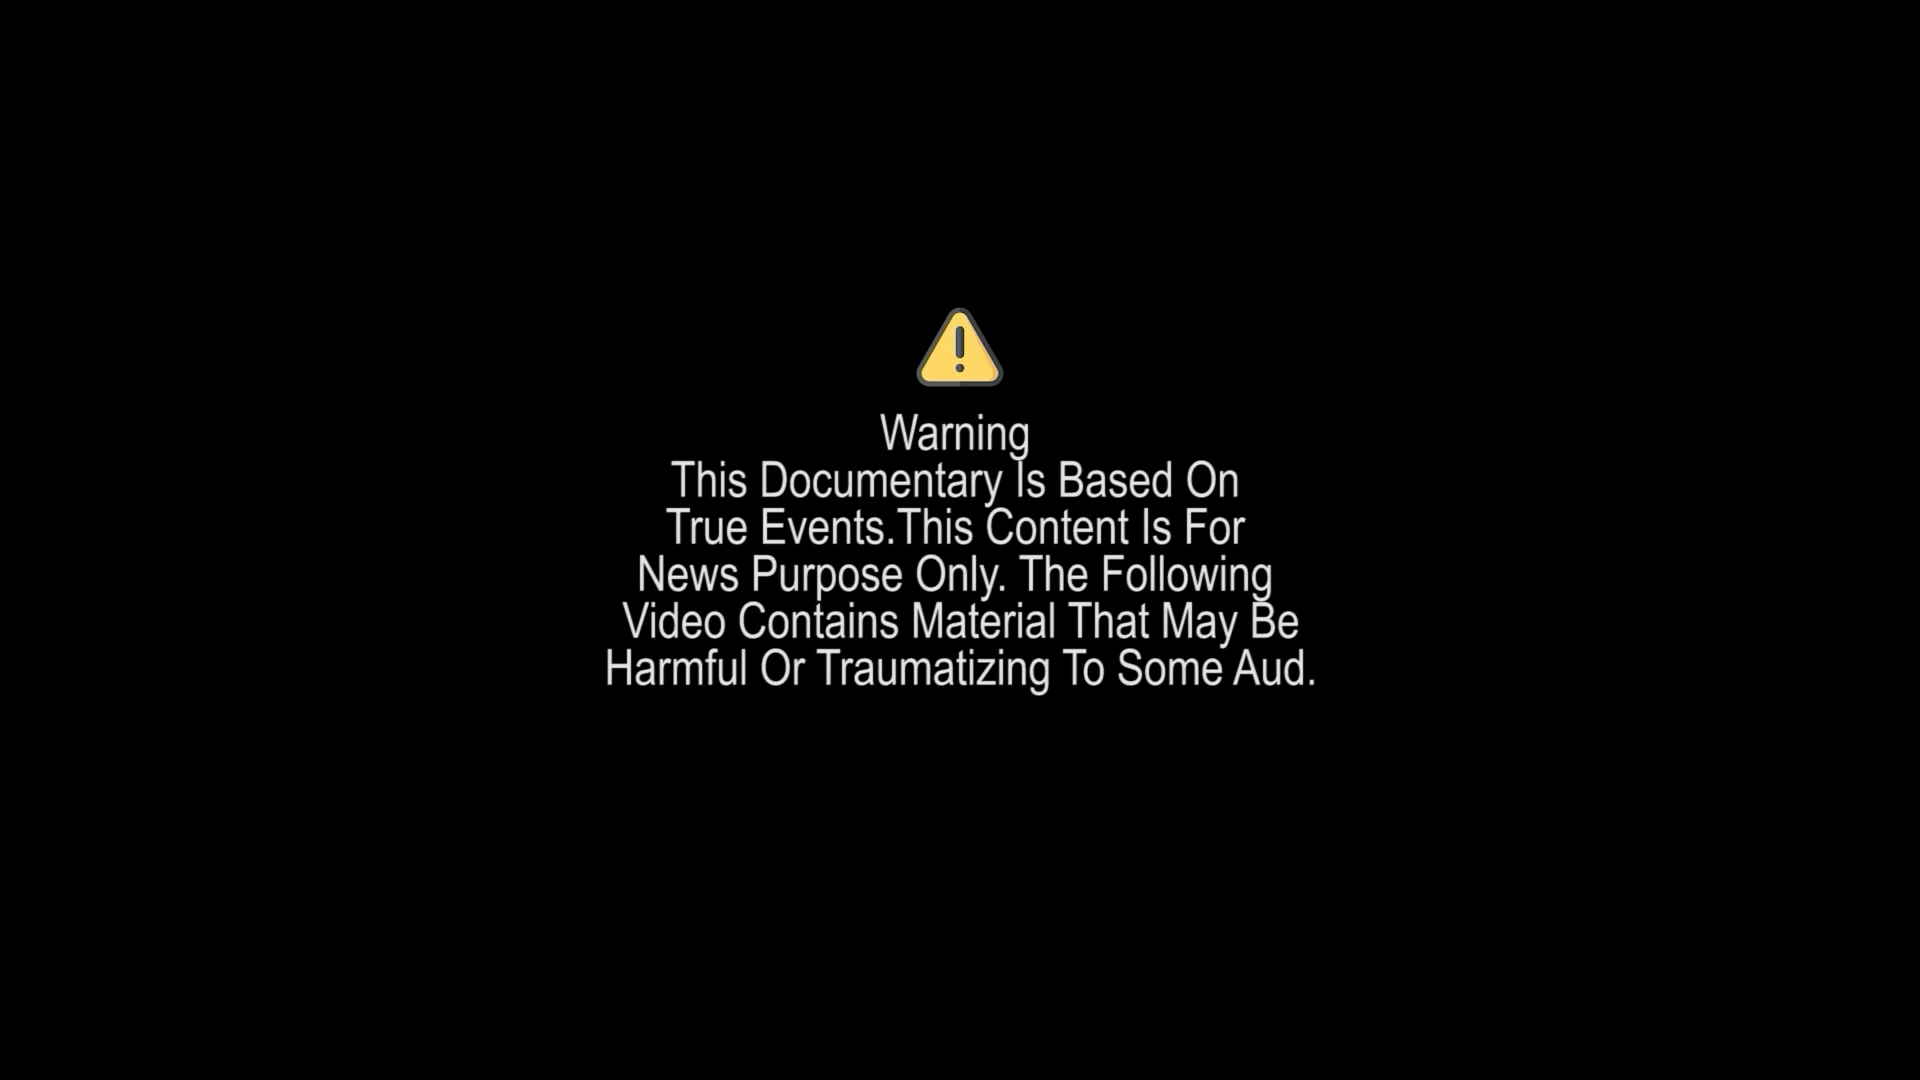 Warning
This Documentary Is Based On
True Events.This Content Is For
News Purpose Only. The Following
Video Contains Material That May Be
Harmful Or Traumatizing To Some Aud.